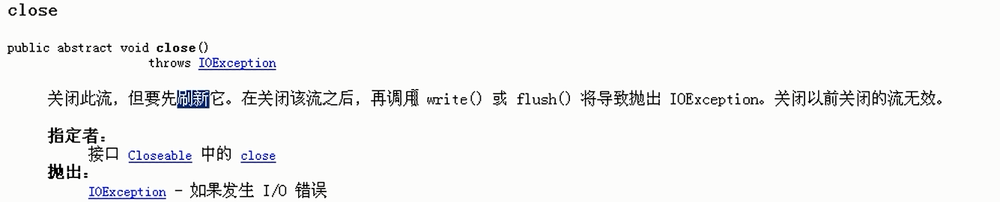 close
public abstract void close()
throws IOException
关闭此流，但要先刷新它。在关闭该流之后，再调用 write() 或 flush() 将导致抛出 IOException。关闭以前关闭的流无效。
指定者：
接口 Closeable 中的 close
抛出：
IOException - 如果发生 I/O 错误